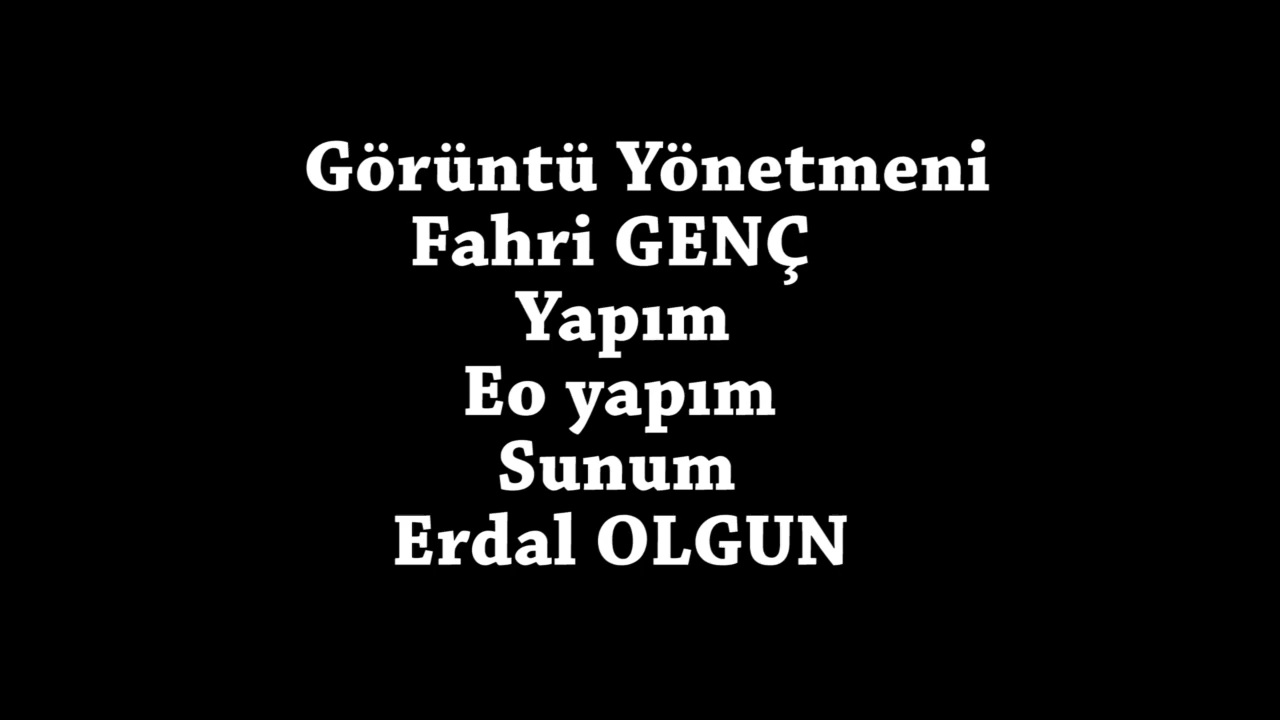 Görüntü Yönetmeni
Fahri GENÇ
Yapım
Eo yapım
Sunum
Erdal OLGUN